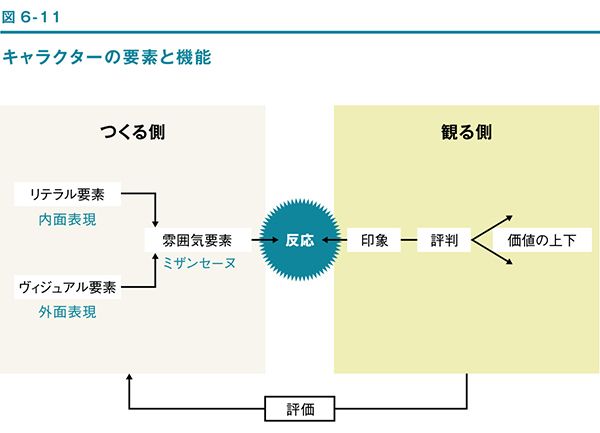 図 6-11
キャラクターの要素と機能
つくる側
観る側
リテラル要素
内面表現
雰囲気要素
ミザンセーヌ
ヴィジュアル要素
外面表現
反応
印象
評判
価値の上下
評価